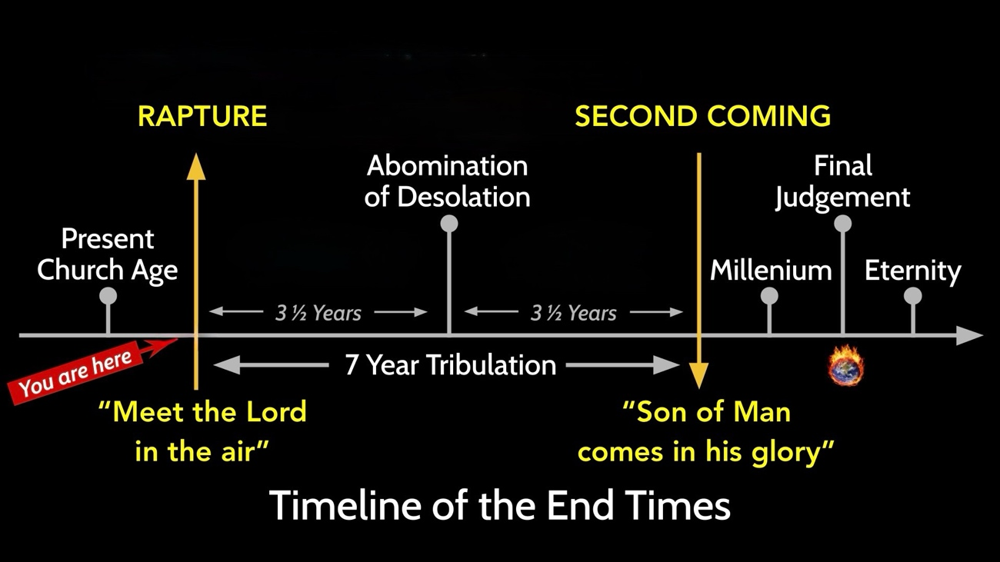 RAPTURE
SECOND COMING
Abomination
of Desolation
Final
Judgement
Present
Church Age
Millenium
Eternity
3 ½ Years
3 ½ Years
You are here
7 Year Tribulation
“Meet the Lord
in the air”
“Son of Man
comes in his glory”
Timeline of the End Times